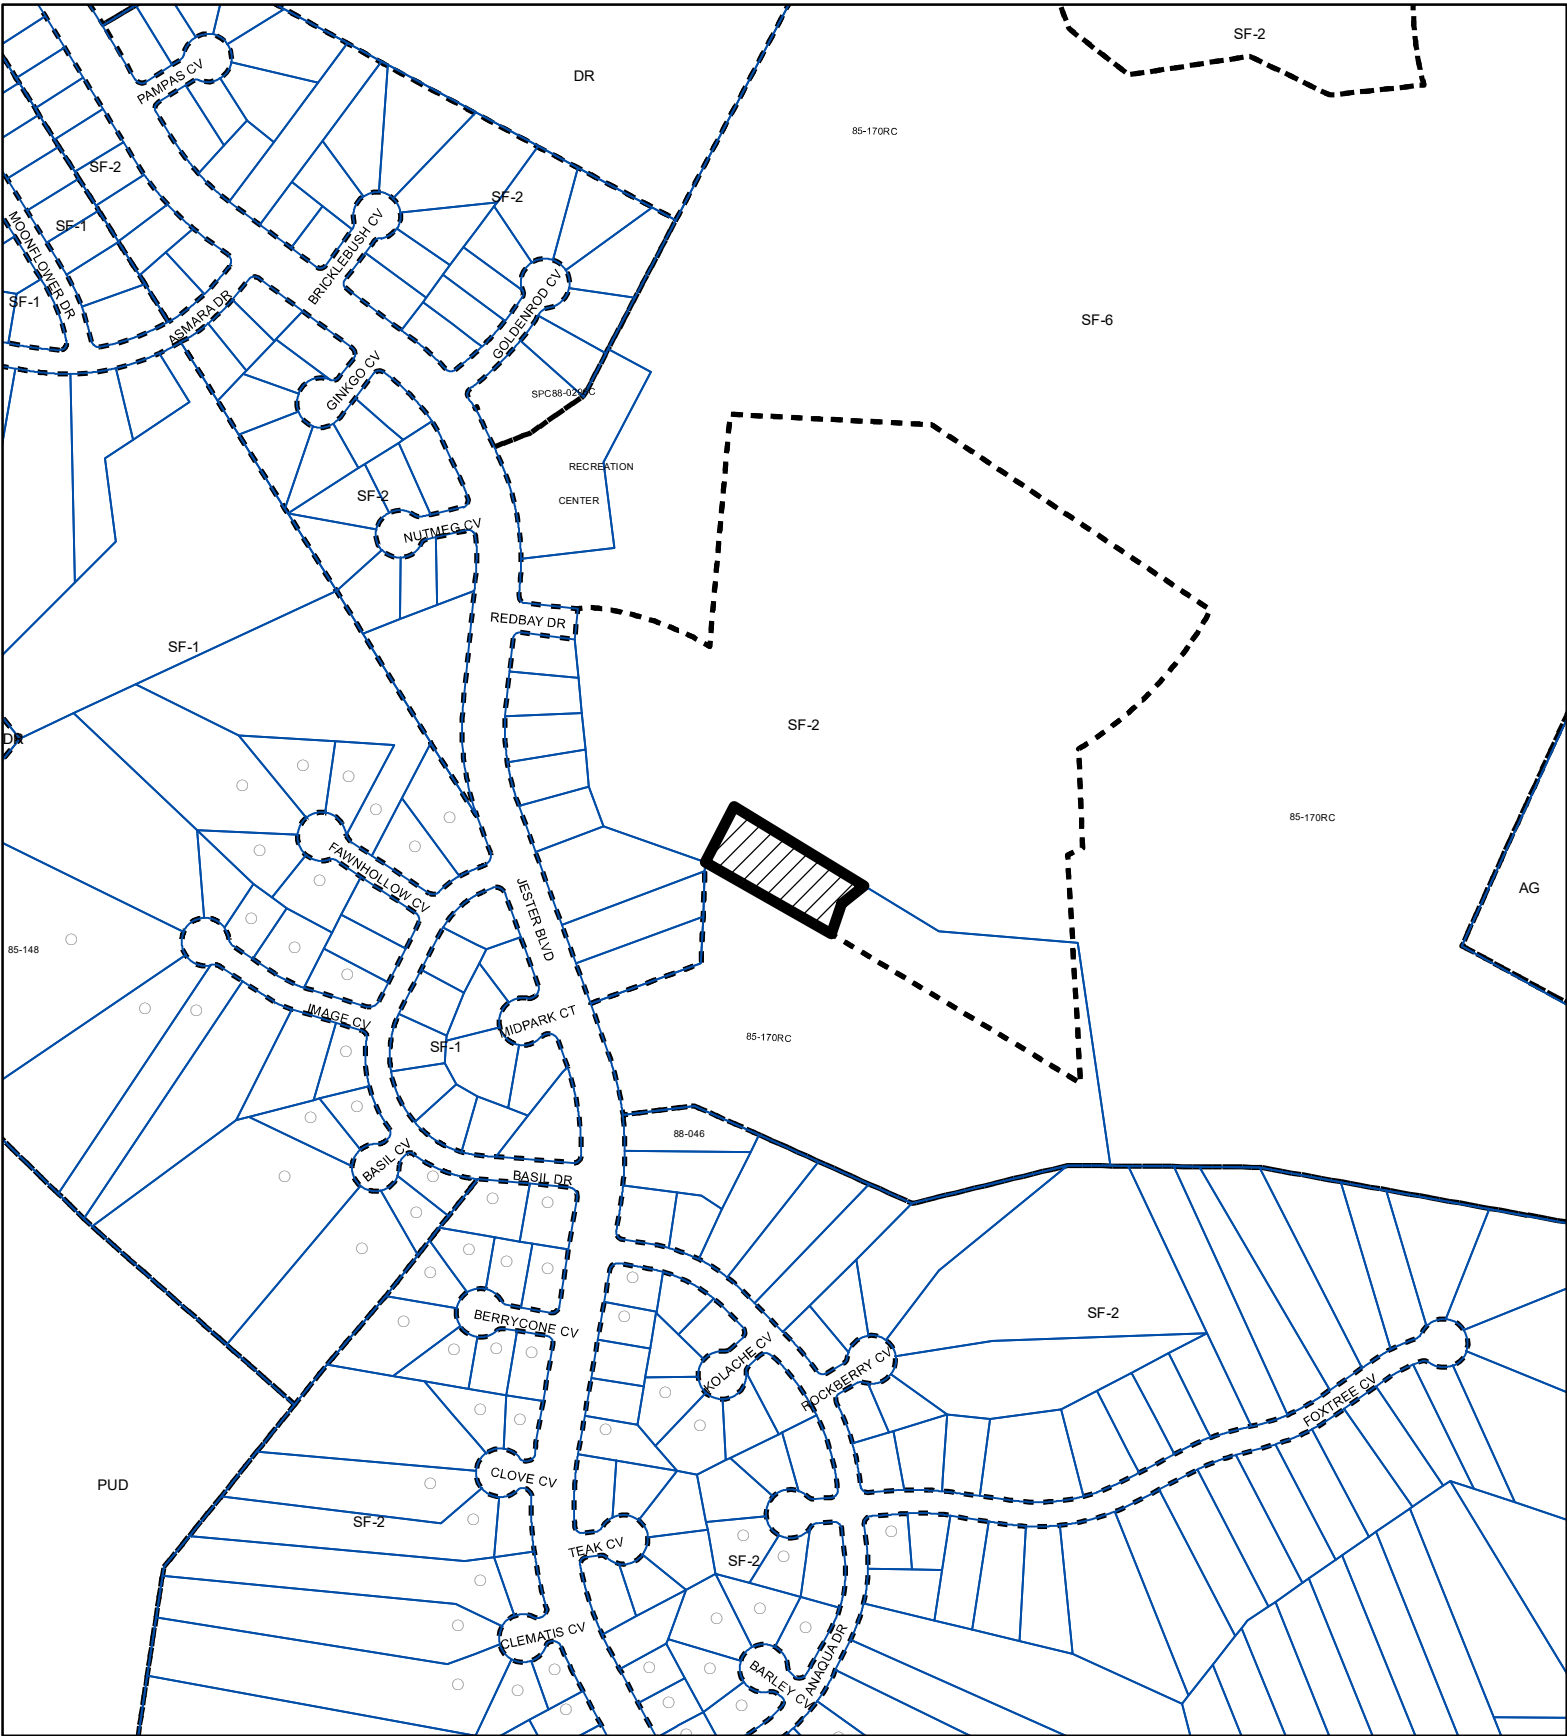 SF-2
DR
PAMPAS CV
85-170RC
SF-2
SF-2
SF-1
MOONFLOWER DR
BRICKLEBUSH CV
SF-1
ASMARA DR
GOLDENROD CV
SF-6
GINKGO CV
RECREATION
CENTER
SF-2
NUTMEG CV
REDBAY DR
SF-1
SF-2
DR
85-170RC
FAWNHOLLOW CV
JESTER BLVD
AG
85-148
IMAGE CV
MIDPARK CT
SF-1
85-170RC
88-046
BASIL CV
BASIL DR
SF-2
BERRYCONE CV
KOLACHE CV
ROCKBERRY CV
FOXTREE CV
PUD
CLOVE CV
SF-2
TEAK CV
SF-2
CLEMATIS CV
BARLEY CV
ANAQUA DR